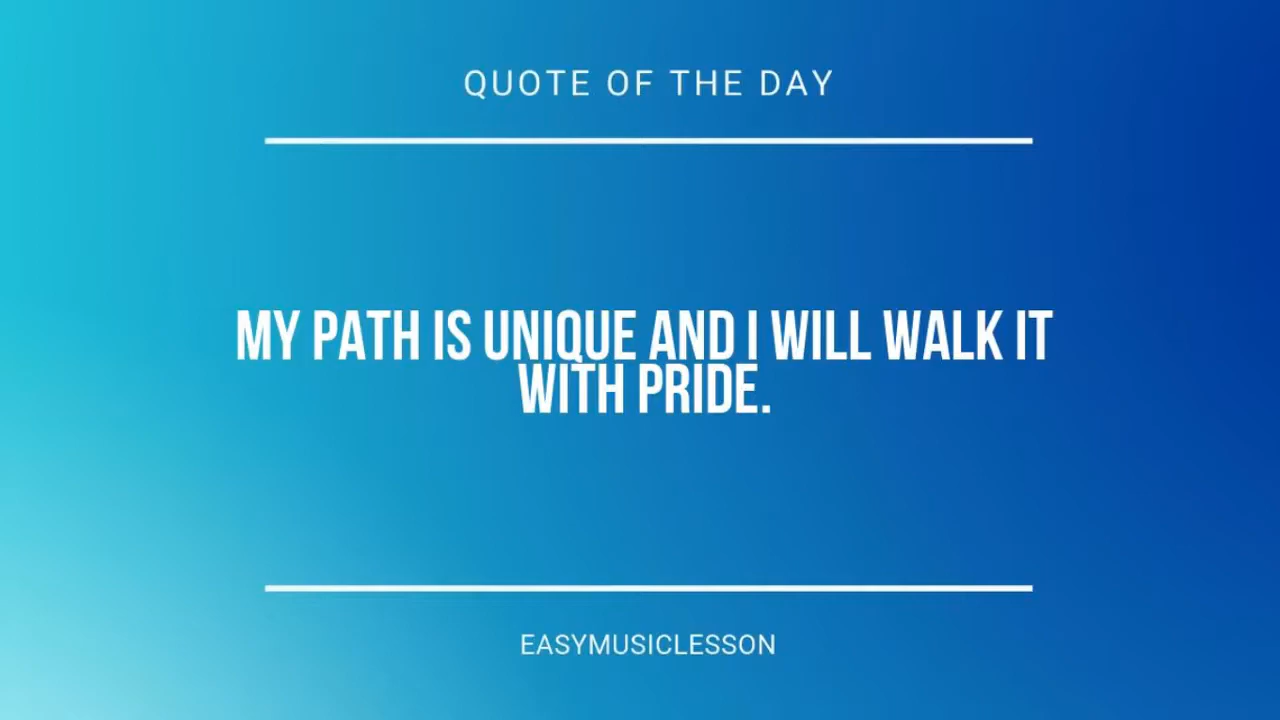 QUOTE OF THE DAY
MY PATH IS UNIQUE AND I WILL WALK IT
WITH PRIDE.
EASYMUSICLESSON